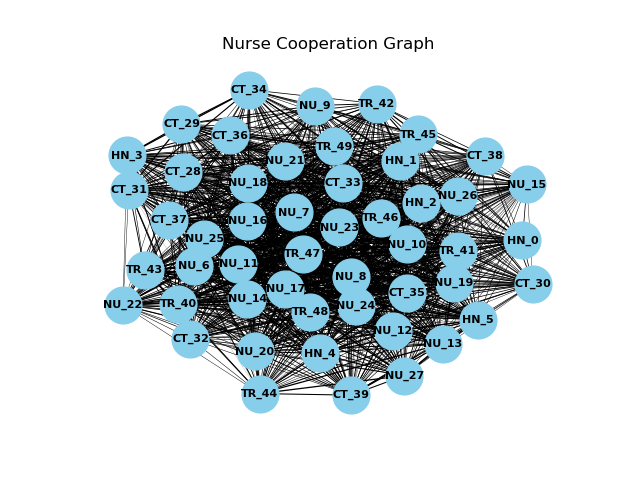 Nurse Cooperation Graph
CT_34
NU_9
TR_42
CT_29
CT_36
TR_45
TR_49
HN_3
NU_21
HN_1
CT_38
CT_28
NU_18
CT_33
NU_15
CT_31
NU_26
HN_2
NU_7
TR_46
CT_37
NU_16
NU_23
NU_25
HN_0
NU_10
TR_41
TR_47
NU_11
NU_6
TR_43
NU_8
NU_19
CT_30
NU_17
CT_35
NU_14
NU_22
TR_40
NU_24
TR_48
HN_5
NU_12
CT_32
NU_13
NU_20
HN_4
NU_27
TR_44
CT_39